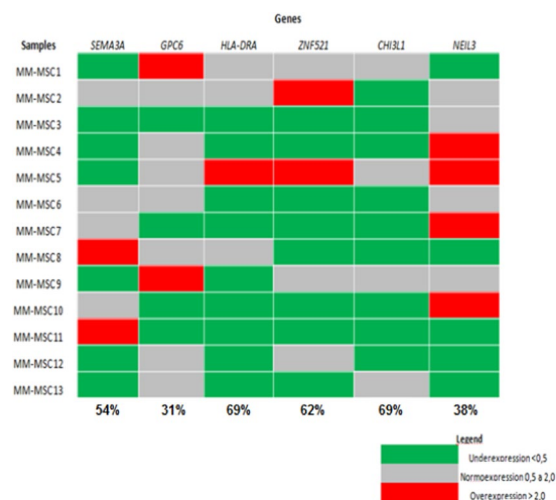 Genes
Samples SEMA3A GPC6 HLA-DRA ZNF521 CHI3L1 NEIL3
MM-MSC1
MM-MSC2
MM-MSC3
MM-MSC4
MM-MSC5
MM-MSC6
MM-MSC7
MM-MSC8
MM-MSC9
MM-MSC10
MM-MSC11
MM-MSC12
MM-MSC13
54% 31% 69% 62% 69% 38%
Legend
Underexpression <0,5
Normoexpression 0,5 a 2,0
Overexpression > 2,0